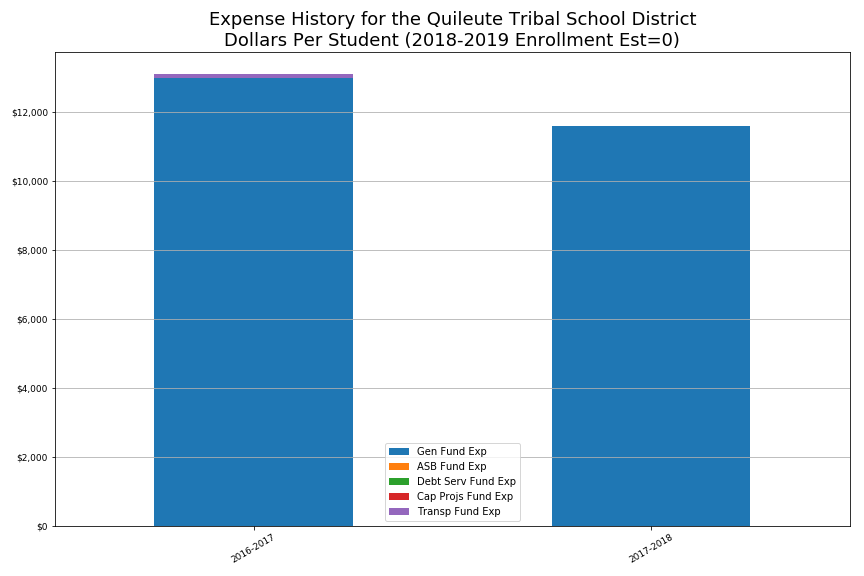 Expense History for the Quileute Tribal School District
Dollars Per Student (2018-2019 Enrollment Est=0)
$12,000
$10,000
$8,000
$6,000
$4,000
$2,000
$0
Gen Fund Exp
ASB Fund Exp
Debt Serv Fund Exp
Cap Projs Fund Exp
Transp Fund Exp
2016-2017
2017-2018